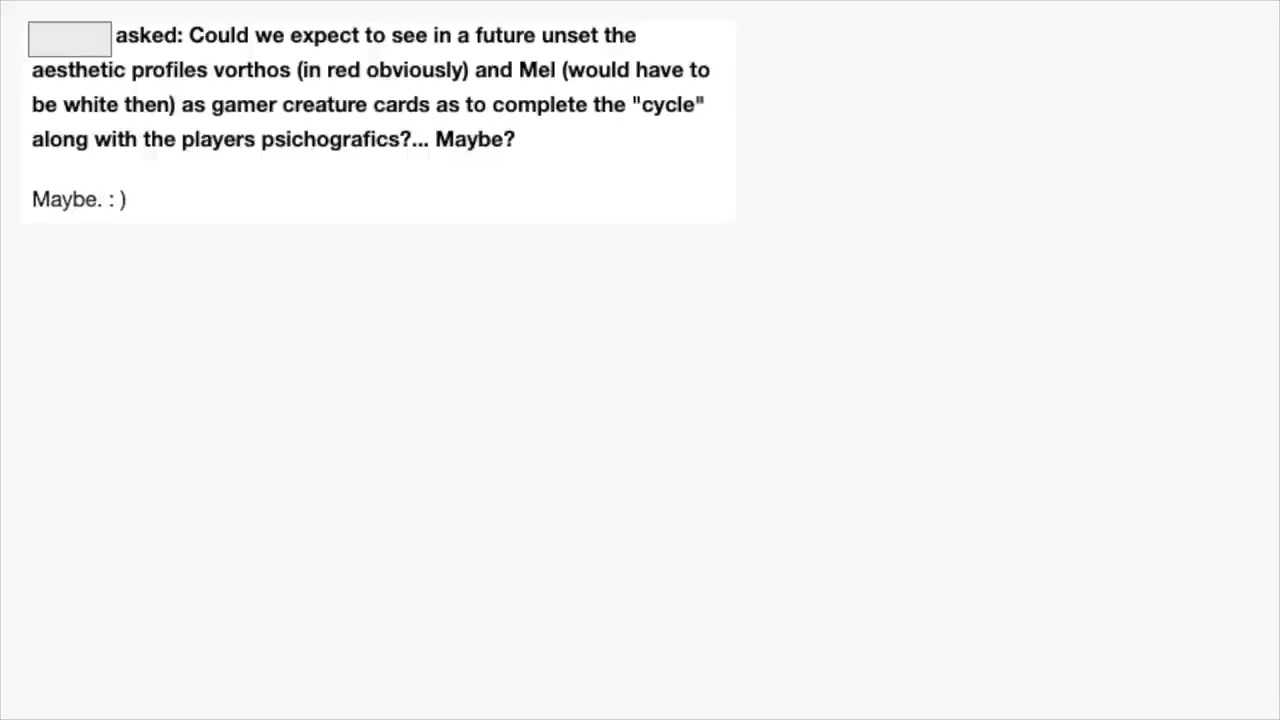 asked: Could we expect to see in a future unset the
aesthetic profiles vorthos (in red obviously) and Mel (would have to
be white then) as gamer creature cards as to complete the "cycle"
along with the players psichografics?... Maybe?
Maybe. : )